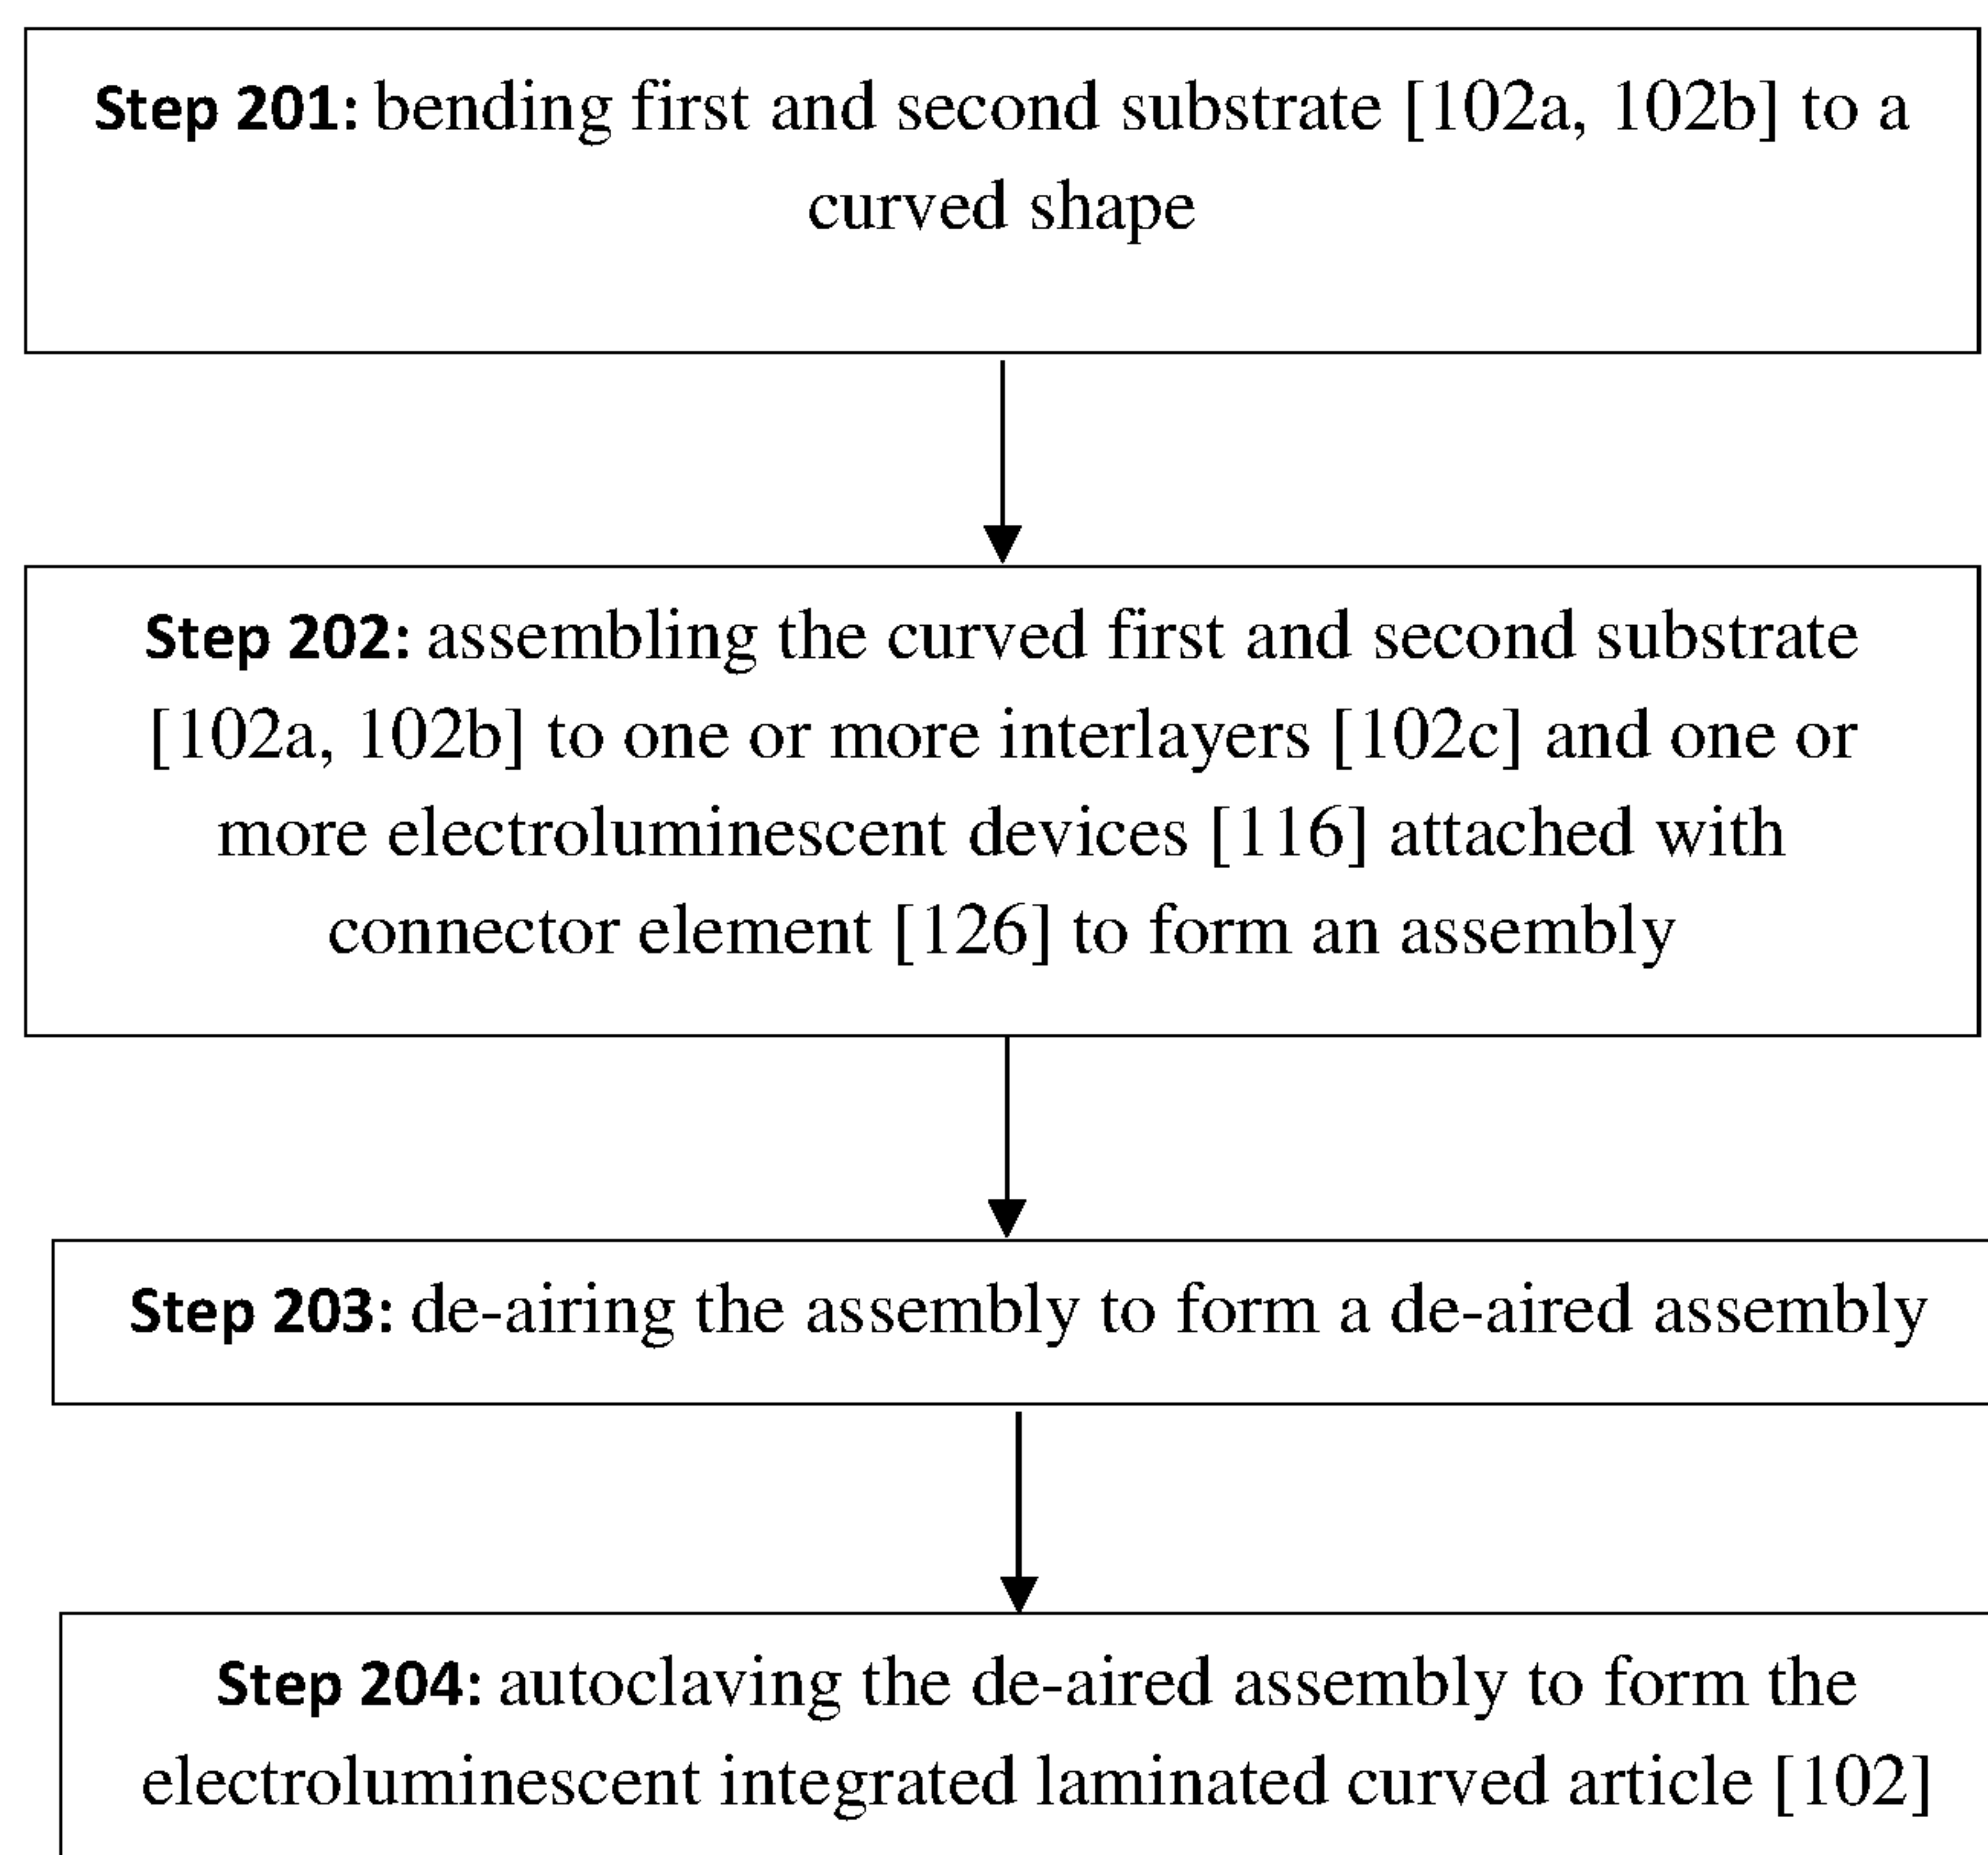 Step 201: bending first and second substrate [102a, 102b] to a
curved shape
Step 202: assembling the curved first and second substrate
[102a, 102b] to one or more interlayers [102c] and one or
more electroluminescent devices [116] attached with
connector element [126] to form an assembly
Step 203: de-airing the assembly to form a de-aired assembly
Step 204: autoclaving the de-aired assembly to form the
electroluminescent integrated laminated curved article [102]